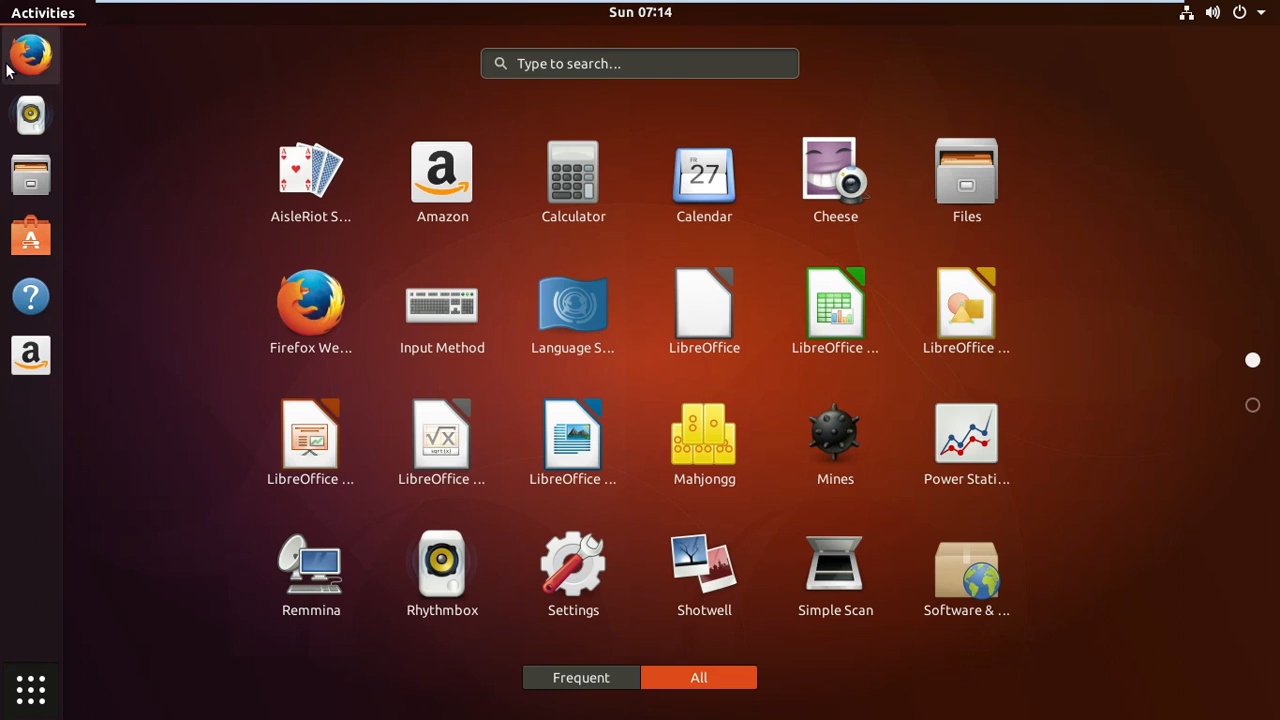 Activities
Sun 07:14
Type to search...
AisleRiot S...
Amazon
Calculator
Calendar
Cheese
Files
FR
27
Firefox We...
Input Method
Language S...
LibreOffice
LibreOffice ...
LibreOffice ...
LibreOffice ...
LibreOffice ...
LibreOffice ...
Mahjongg
Mines
Power Stati...
Remmina
Rhythmbox
Settings
Shotwell
Simple Scan
Software & ...
Frequent
All